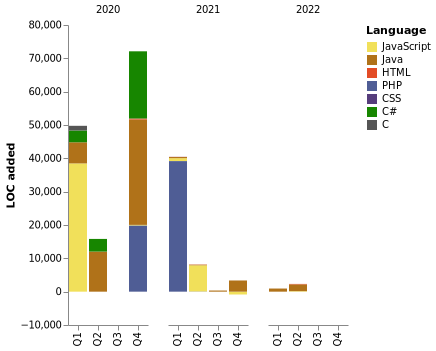 2020 2021 2022
Language
JavaScript
Java
HTML
PHP
CSS
C#
C
LOC added
80,000
70,000
60,000
50,000
40,000
30,000
20,000
10,000
0
−10,000
Q1 Q2 Q3 Q4 Q1 Q2 Q3 Q4 Q1 Q2 Q3 Q4